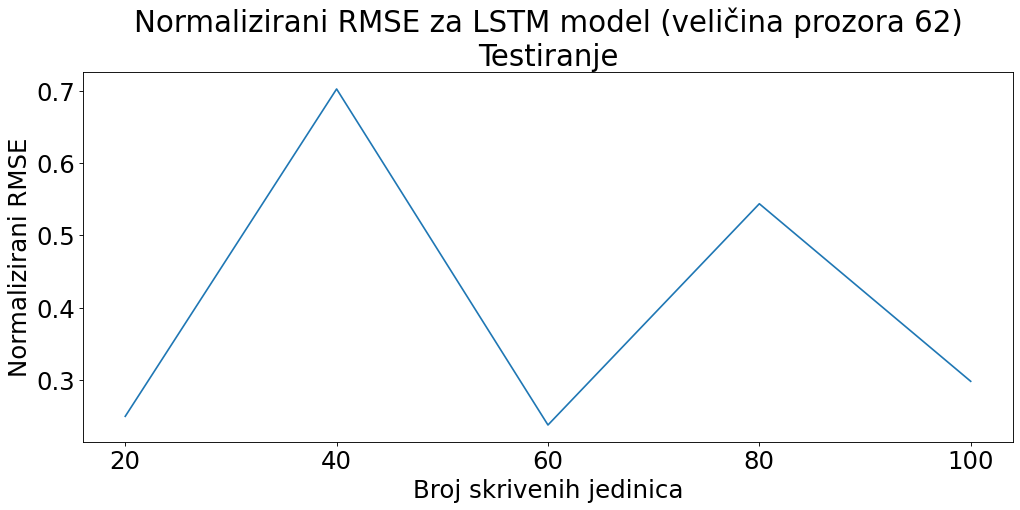 Normalizirani RMSE za LSTM model (veličina prozora 62)
Testiranje
Normalizirani RMSE
0.7
0.6
0.5
0.4
0.3
20 40 60 80 100
Broj skrivenih jedinica